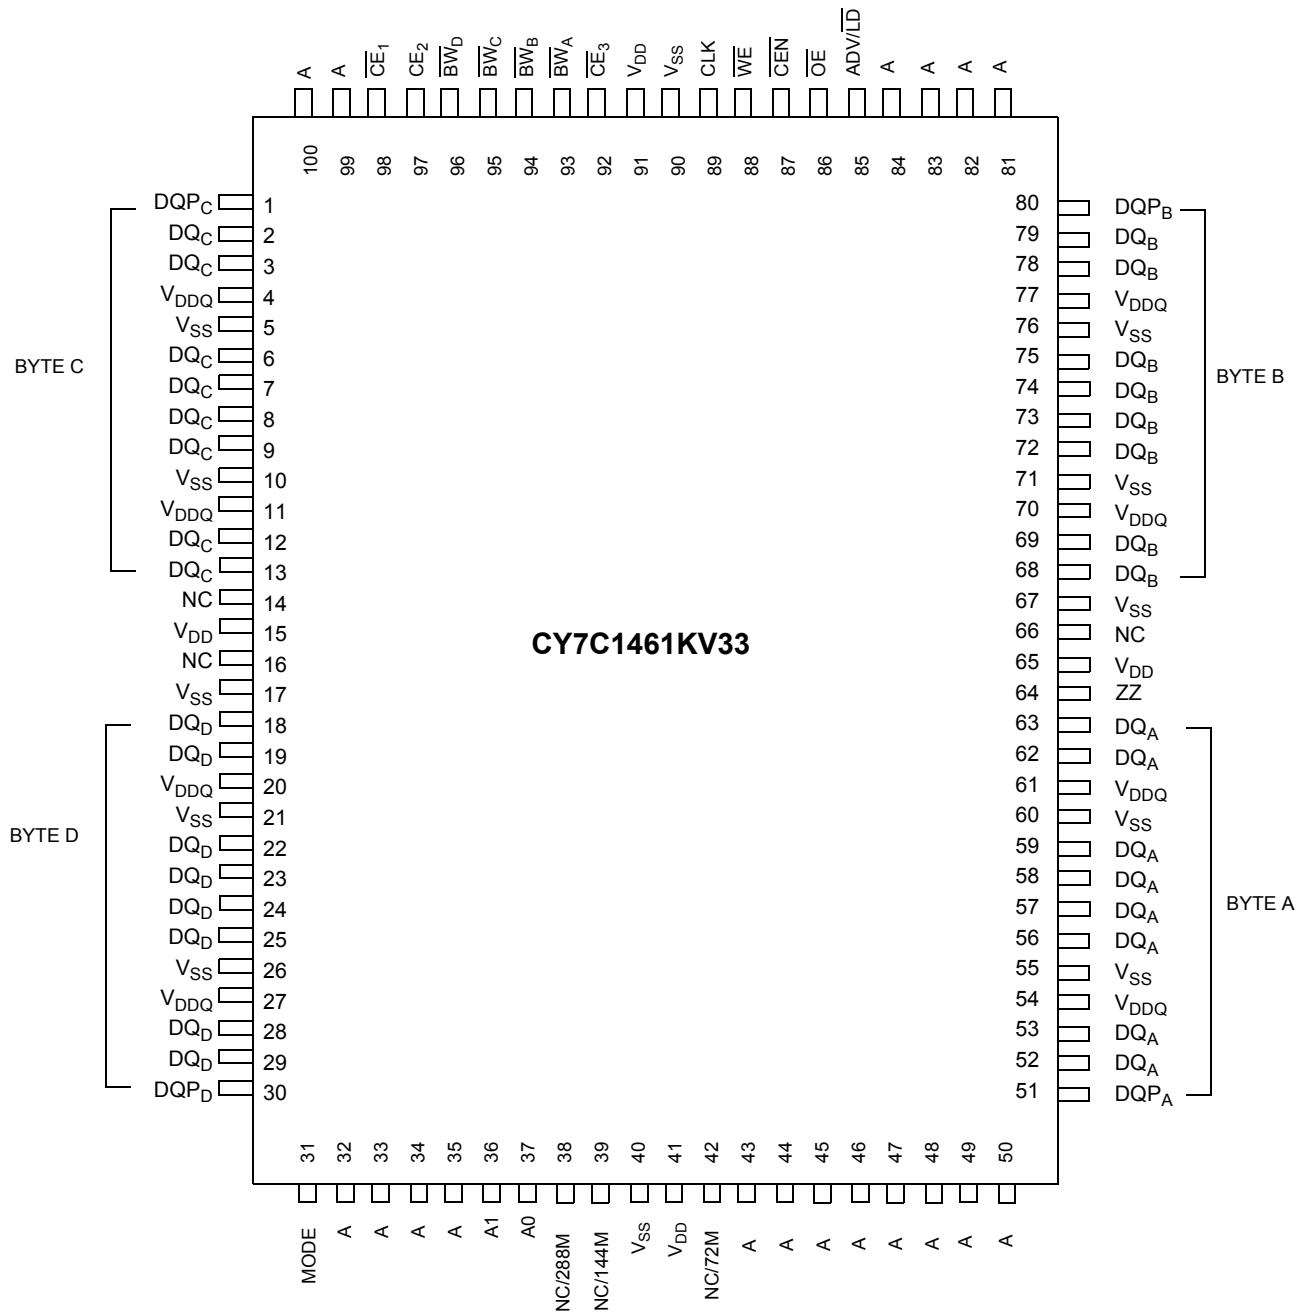 A
A
CE1
CE2
BWD
BWC
BWB
BWA
CE3
VDD
VSS
CLK
WE
CEN
OE
ADV/LD
A
A
A
A
100
99
98
97
96
95
94
93
92
91
90
89
88
87
86
85
84
83
82
81
BYTE C
DQPC 1
DQC 2
DQC 3
VDDQ 4
VSS 5
DQC 6
DQC 7
DQC 8
DQC 9
VSS 10
VDDQ 11
DQC 12
DQC 13
NC 14
VDD 15
NC 16
VSS 17
BYTE D
DQD 18
DQD 19
VDDQ 20
VSS 21
DQD 22
DQD 23
DQD 24
DQD 25
VSS 26
VDDQ 27
DQD 28
DQD 29
DQPD 30
CY7C1461KV33
80 DQPB
79 DQB
78 DQB
77 VDDQ
76 VSS
75 DQB
74 DQB
73 DQB
72 DQB
71 VSS
70 VDDQ
69 DQB
68 DQB
BYTE B
67 VSS
66 NC
65 VDD
64 ZZ
63 DQA
62 DQA
61 VDDQ
60 VSS
59 DQA
58 DQA
57 DQA
56 DQA
55 VSS
54 VDDQ
53 DQA
52 DQA
51 DQPA
BYTE A
31
32
33
34
35
36
37
38
39
40
41
42
43
44
45
46
47
48
49
50
MODE
A
A
A
A
A1
A0
NC/288M
NC/144M
VSS
VDD
NC/72M
A
A
A
A
A
A
A
A